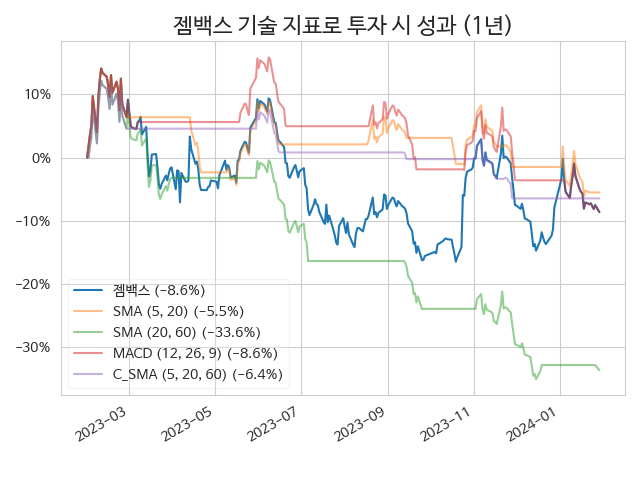 젬백스 기술 지표로 투자 시 성과 (1년)
10%
0%
−10%
−20%
−30%
젬백스 (−8.6%)
SMA (5, 20) (−5.5%)
SMA (20, 60) (−33.6%)
MACD (12, 26, 9) (−8.6%)
C_SMA (5, 20, 60) (−6.4%)
2023−03
2023−05
2023−07
2023−09
2023−11
2024−01